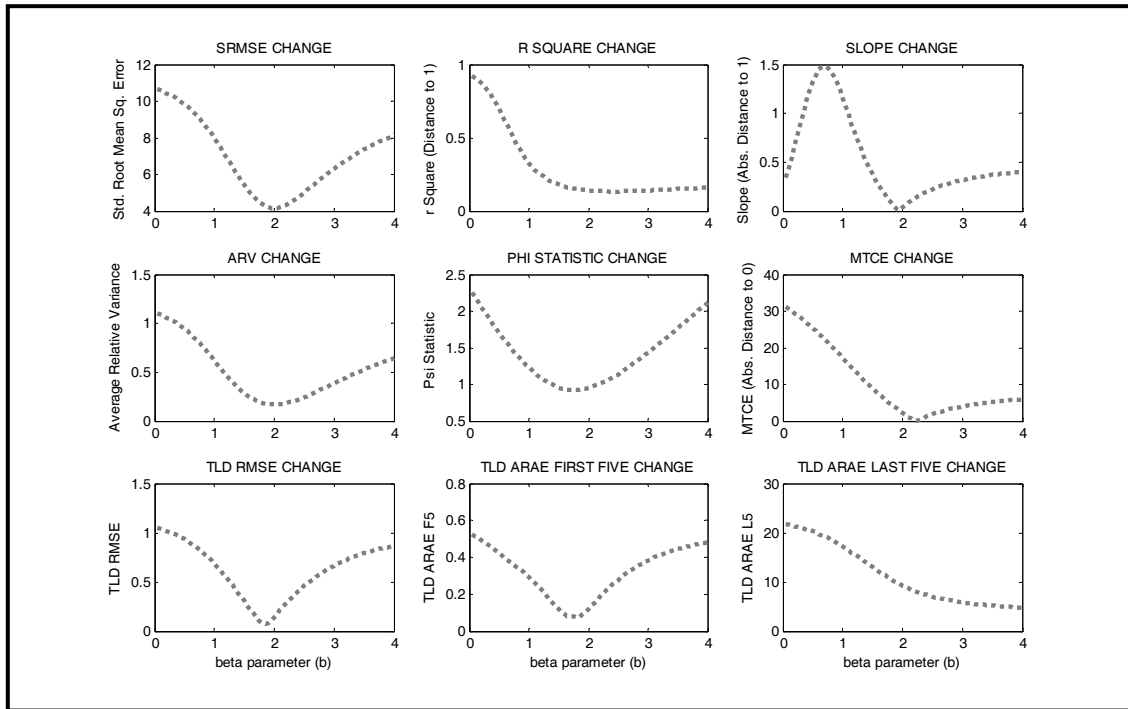 SRMSE CHANGE
Std. Root Mean Sq. Error
12
10
8
6
4
0 1 2 3 4
R SQUARE CHANGE
r Square (Distance to 1)
1
0.5
0
0 1 2 3 4
SLOPE CHANGE
Slope (Abs. Distance to 1)
1.5
1
0.5
0
0 1 2 3 4
ARV CHANGE
Average Relative Variance
1.5
1
0.5
0
0 1 2 3 4
PHI STATISTIC CHANGE
Psi Statistic
2.5
2
1.5
1
0.5
0 1 2 3 4
MTCE CHANGE
MTCE (Abs. Distance to 0)
40
30
20
10
0
0 1 2 3 4
TLD RMSE CHANGE
TLD RMSE
1.5
1
0.5
0
0 1 2 3 4
beta parameter (b)
TLD ARAE FIRST FIVE CHANGE
TLD ARAE F5
0.8
0.6
0.4
0.2
0
0 1 2 3 4
beta parameter (b)
TLD ARAE LAST FIVE CHANGE
TLD ARAE L5
30
20
10
0
0 1 2 3 4
beta parameter (b)